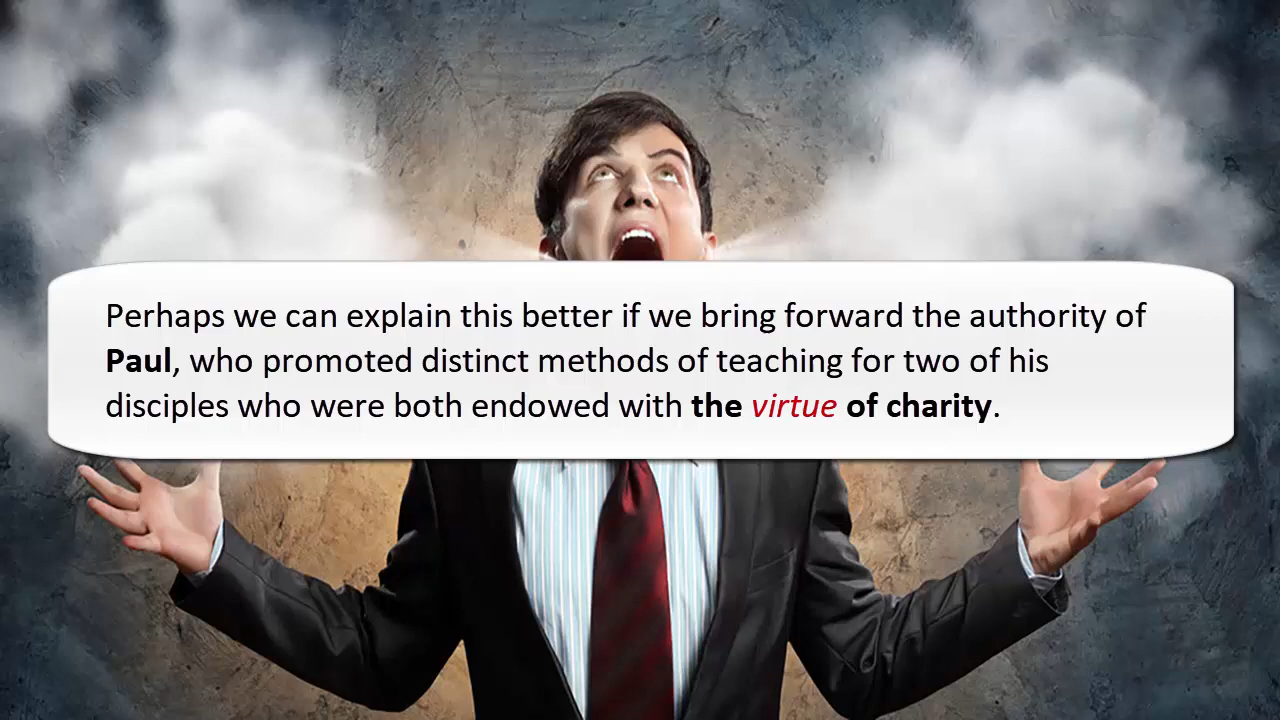 Perhaps we can explain this better if we bring forward the authority of
Paul, who promoted distinct methods of teaching for two of his
disciples who were both endowed with the virtue of charity.